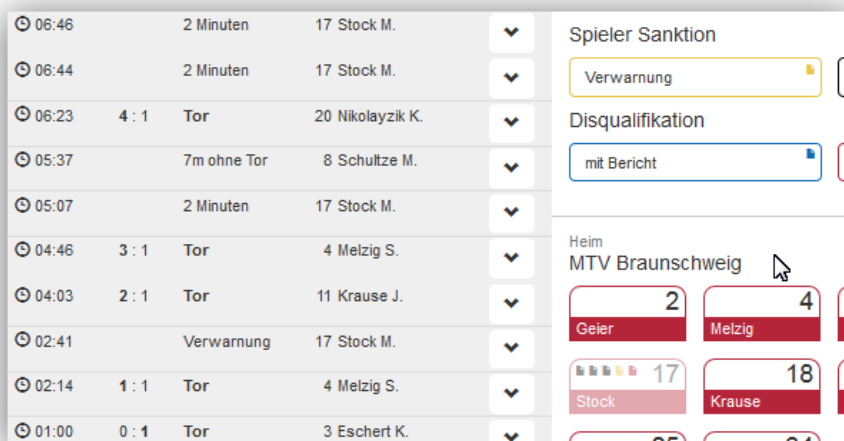 06:46 2 Minuten 17 Stock M.
06:44 2 Minuten 17 Stock M.
06:23 4 : 1 Tor 20 Nikolayzik K.
05:37 7m ohne Tor 8 Schultze M.
05:07 2 Minuten 17 Stock M.
04:46 3 : 1 Tor 4 Melzig S.
04:03 2 : 1 Tor 11 Krause J.
02:41 Verwarnung 17 Stock M.
02:14 1 : 1 Tor 4 Melzig S.
01:00 0 : 1 Tor 3 Eschert K.
Spieler Sanktion
Verwarnung
Disqualifikation
mit Bericht
Heim
MTV Braunschweig
2 4
Geier Melzig
17 18
Stock Krause